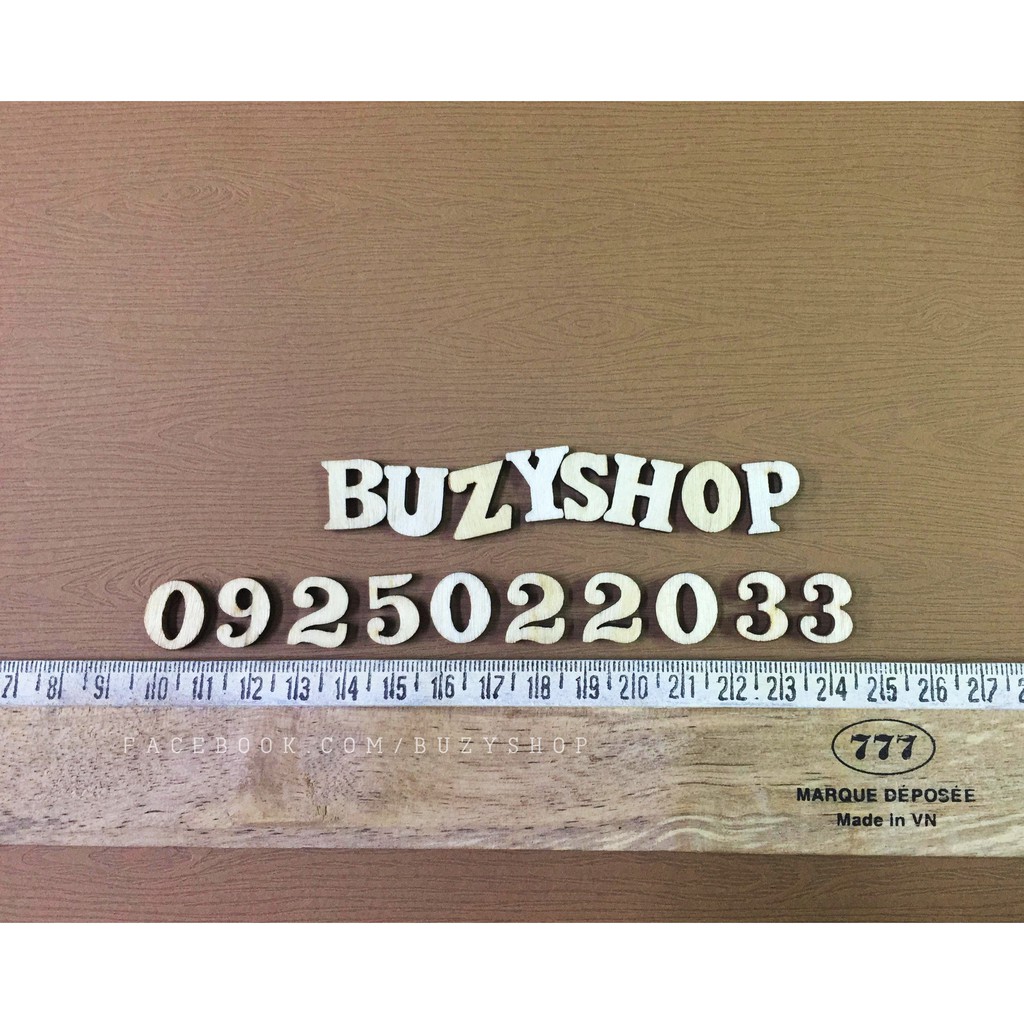 BUZYSHOP
0925022033
7 8 9 10 11 12 13 14 15 16 17 18 19 20 21 22 23 24 25 26 27
FACEBOOK.COM/BUZYSHOP
777
MARQUE DÉPOSÉE
Made in VN